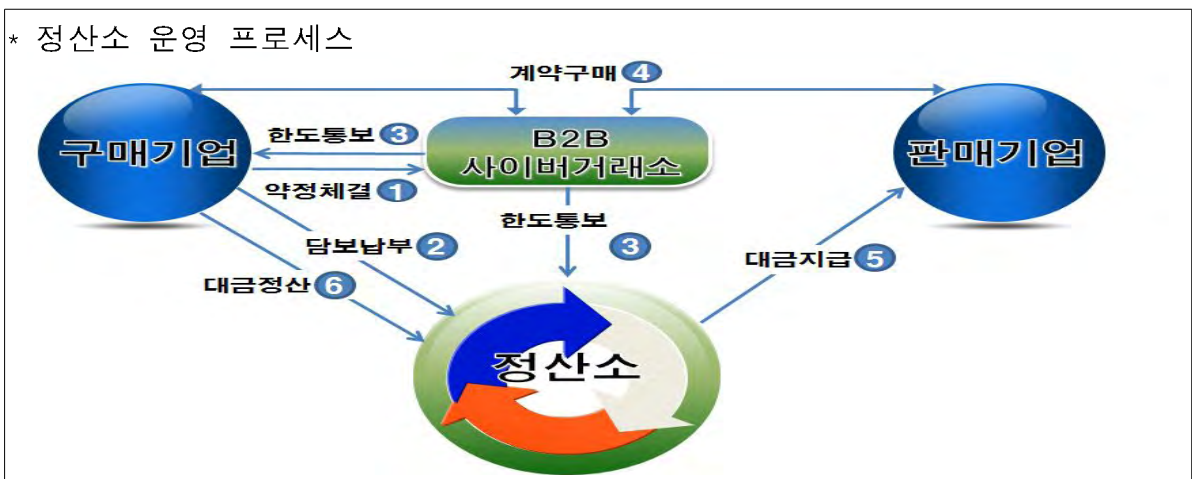 * 정산소 운영 프로세스
계약구매 4
구매기업
한도통보 3
B2B
사이버거래소
판매기업
약정체결 1
한도통보
담보납부 2
3
대금지급 5
대금정산 6
정산소